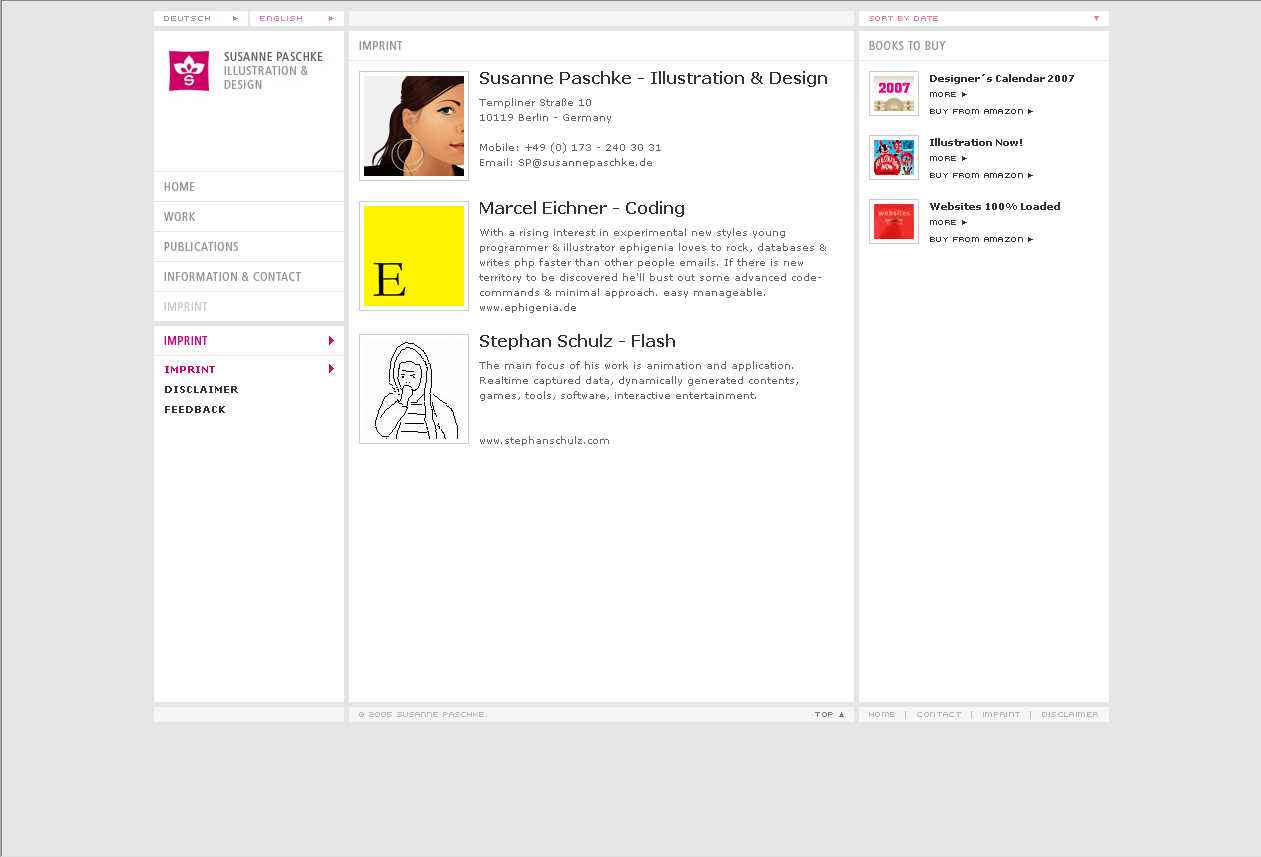 DEUTSCH
ENGLISH
SORT BY DATE
SUSANNE PASCHKE
ILLUSTRATION &
DESIGN
HOME
WORK
PUBLICATIONS
INFORMATION & CONTACT
IMPRINT
IMPRINT
IMPRINT
DISCLAIMER
FEEDBACK
IMPRINT
Susanne Paschke - Illustration & Design
Templiner Straße 10
10119 Berlin - Germany
Mobile: +49 (0) 173 - 240 30 31
Email: SP@susannepaschke.de
E
Marcel Eichner - Coding
With a rising interest in experimental new styles young
programmer & illustrator ephigenia loves to rock, databases &
writes php faster than other people emails. If there is new
territory to be discovered he'll bust out some advanced code-
commands & minimal approach. easy manageable.
www.ephigenia.de
Stephan Schulz - Flash
The main focus of his work is animation and application.
Realtime captured data, dynamically generated contents,
games, tools, software, interactive entertainment.
www.stephanschulz.com
BOOKS TO BUY
2007
Designer´s Calendar 2007
MORE
BUY FROM AMAZON
ILLUSTRATION NOW!
Illustration Now!
MORE
BUY FROM AMAZON
websites
Websites 100% Loaded
MORE
BUY FROM AMAZON
© 2005 SUSANNE PASCHKE.
TOP
HOME | CONTACT | IMPRINT | DISCLAIMER